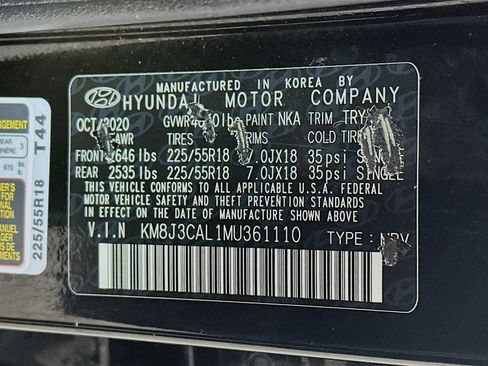 MANUFACTURED IN KOREA BY
HYUNDAI MOTOR COMPANY
OCT/2020 PAINT NKA TRIM TRY
TIRES RIMS COLD TIRE
FRONT 2646 lbs 225/55R18 7.0JX18 35psi
REAR 2535 lbs 225/55R18 7.0JX18 35psi SINGLE
THIS VEHICLE CONFORMS TO ALL APPLICABLE U.S.A. FEDERAL
MOTOR VEHICLE SAFETY AND THEFT PREVENTION STANDARDS
IN EFFECT ON THE DATE OF MANUFACTURE SHOWN ABOVE.
V.I.N KM8J3CAL1MU361110 TYPE:
225/55R18 T44